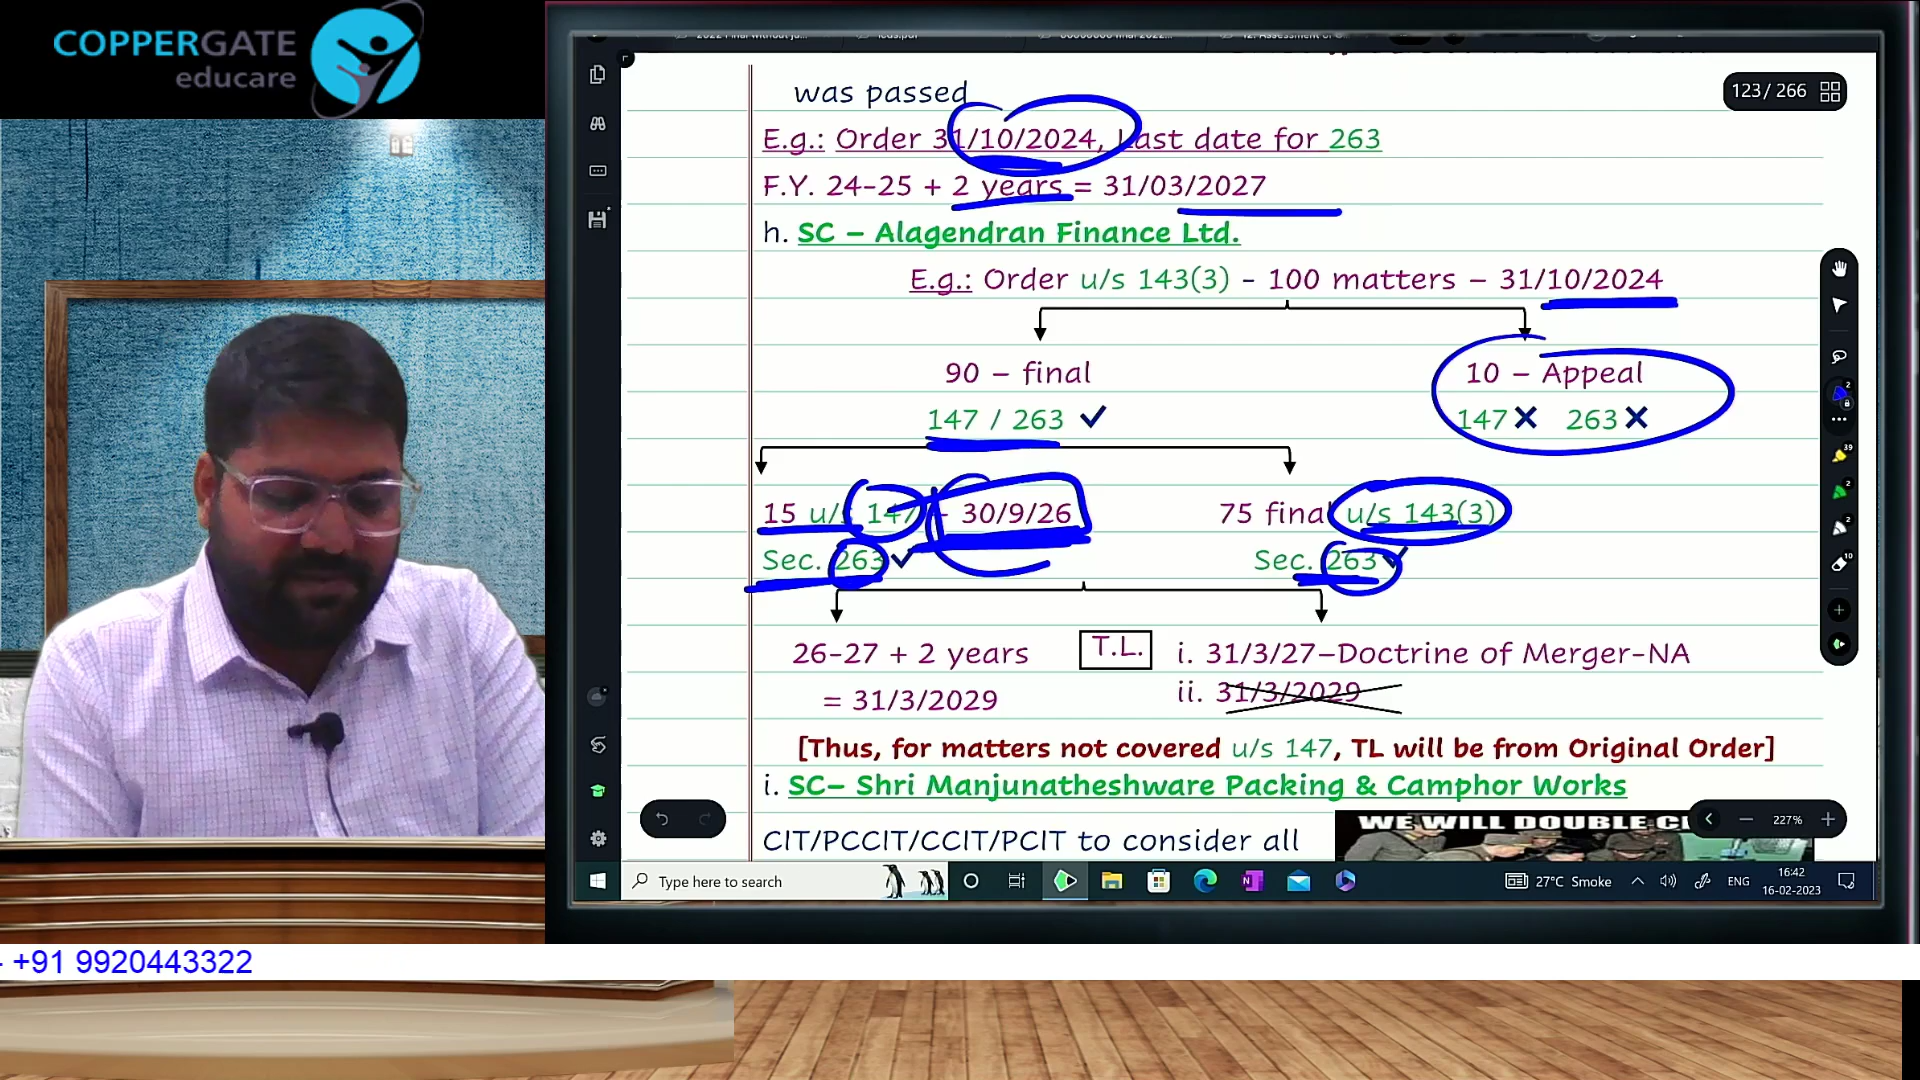 COPPERGATE
educare
was passed
123/ 266
E.g.: Order 31/10/2024, Last date for 263
F.Y. 24-25 + 2 years = 31/03/2027
h. SC – Alagendran Finance Ltd.
E.g.: Order u/s 143(3) - 100 matters – 31/10/2024
90 – final
10 – Appeal
147 / 263
147 263
15 u/s 147 - 30/9/26
75 final u/s 143(3)
Sec. 263
Sec. 263
26-27 + 2 years
T.L.
i. 31/3/27–Doctrine of Merger-NA
= 31/3/2029
ii. 31/3/2029
[Thus, for matters not covered u/s 147, TL will be from Original Order]
i. SC– Shri Manjunatheshware Packing & Camphor Works
CIT/PCCIT/CCIT/PCIT to consider all
WE WILL DOUBLE
227%
Type here to search
27°C Smoke
ENG
16:42
16-02-2023
- +91 9920443322